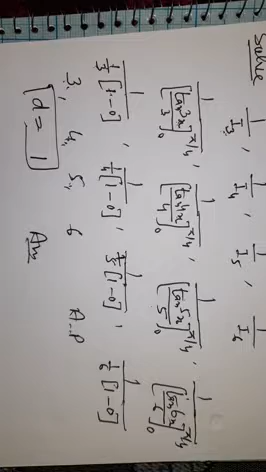 Solve
1/I₃, 1/I₄, 1/I₅, 1/I₆
1/[tan³x/3]₀^π/4, 1/[tan⁴x/4]₀^π/4, 1/[tan⁵x/5]₀^π/4, 1/[tan⁶x/6]₀^π/4
1/(1/3[1-0]), 1/(1/4[1-0]), 1/(1/5[1-0]), 1/(1/6[1-0])
3, 4, 5, 6 A.P
d = 1 Ans